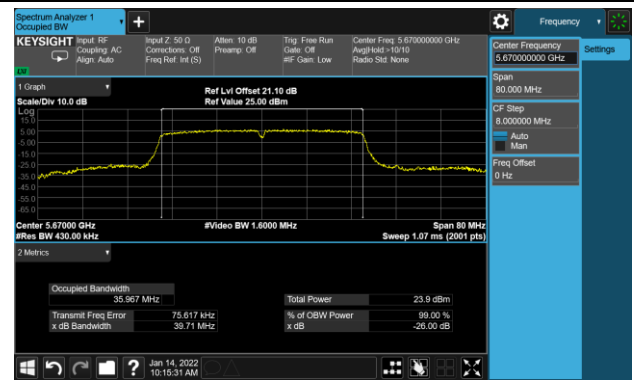 Spectrum Analyzer 1
Occupied BW
+
Frequency
KEYSIGHT
Input: RF
Coupling: AC
Align: Auto
Input Z: 50 Ω
Corrections: Off
Freq Ref: Int (S)
Atten: 10 dB
Preamp: Off
Trig: Free Run
Gate: Off
#IF Gain: Low
Center Freq: 5.670000000 GHz
Avg|Hold:>10/10
Radio Std: None
LXI
Center Frequency
5.670000000 GHz
Settings
Span
80.000 MHz
CF Step
8.000000 MHz
Auto
Man
Freq Offset
0 Hz
1 Graph
Scale/Div 10.0 dB
Ref Lvl Offset 21.10 dB
Ref Value 25.00 dBm
Log
15.0
5.00
-5.00
-15.0
-25.0
-35.0
-45.0
-55.0
-65.0
Center 5.67000 GHz
#Res BW 430.00 kHz
#Video BW 1.6000 MHz
Span 80 MHz
Sweep 1.07 ms (2001 pts)
2 Metrics
Occupied Bandwidth
35.967 MHz
Total Power 23.9 dBm
Transmit Freq Error 75.617 kHz
% of OBW Power 99.00 %
x dB Bandwidth 39.71 MHz
x dB -26.00 dB
?
Jan 14, 2022
10:15:31 AM